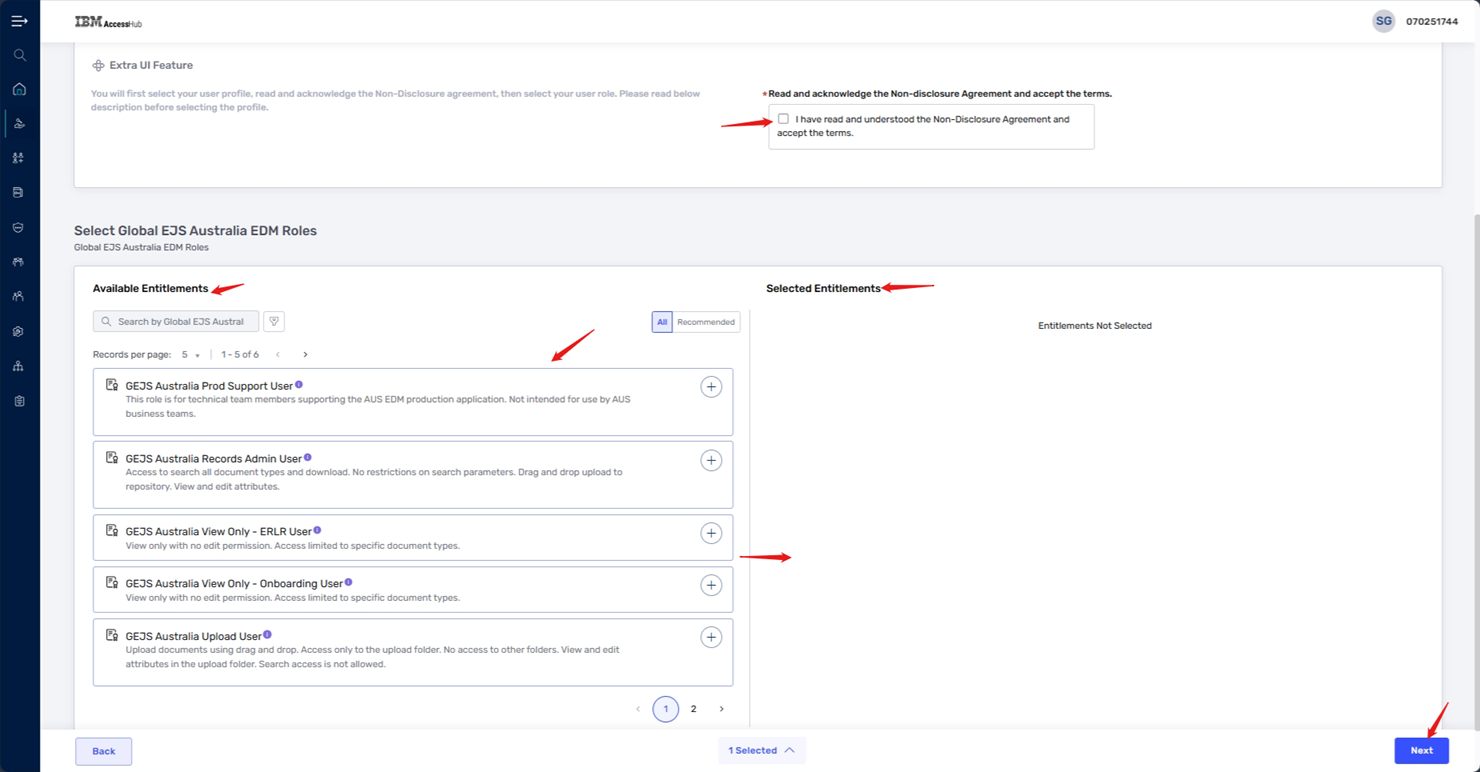 IBM AccessHub
SG 070251744
Extra UI Feature
You will first select your user profile, read and acknowledge the Non-Disclosure agreement, then select your user role. Please read below
description before selecting the profile.
*Read and acknowledge the Non-disclosure Agreement and accept the terms.
I have read and understood the Non-Disclosure Agreement and
accept the terms.
Select Global EJS Australia EDM Roles
Global EJS Australia EDM Roles
Available Entitlements
Search by Global EJS Austral
All Recommended
Records per page: 5 1 - 5 of 6
GEJS Australia Prod Support User
This role is for technical team members supporting the AUS EDM production application. Not intended for use by AUS
business teams.
GEJS Australia Records Admin User
Access to search all document types and download. No restrictions on search parameters. Drag and drop upload to
repository. View and edit attributes.
GEJS Australia View Only - ERLR User
View only with no edit permission. Access limited to specific document types.
GEJS Australia View Only - Onboarding User
View only with no edit permission. Access limited to specific document types.
GEJS Australia Upload User
Upload documents using drag and drop. Access only to the upload folder. No access to other folders. View and edit
attributes in the upload folder. Search access is not allowed.
1 2
Selected Entitlements
Entitlements Not Selected
Back
1 Selected
Next